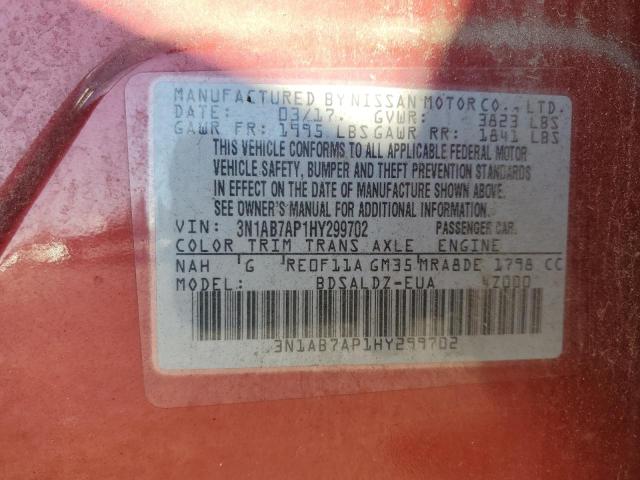 MANUFACTURED BY NISSAN MOTOR CO., LTD.
DATE: 03/17. GVWR: 3823 LBS
GAWR FR: 1995 LBS GAWR RR: 1841 LBS
THIS VEHICLE CONFORMS TO ALL APPLICABLE FEDERAL MOTOR
VEHICLE SAFETY, BUMPER AND THEFT PREVENTION STANDARDS
IN EFFECT ON THE DATE OF MANUFACTURE SHOWN ABOVE.
SEE OWNER'S MANUAL FOR ADDITIONAL INFORMATION.
VIN: 3N1AB7AP1HY299702 PASSENGER CAR.
COLOR TRIM TRANS AXLE ENGINE
NAH G RE0F11A GM35 MRA8DE 1798 CC
MODEL: BDSALDZ-EUA 4Z000
3N1AB7AP1HY299702